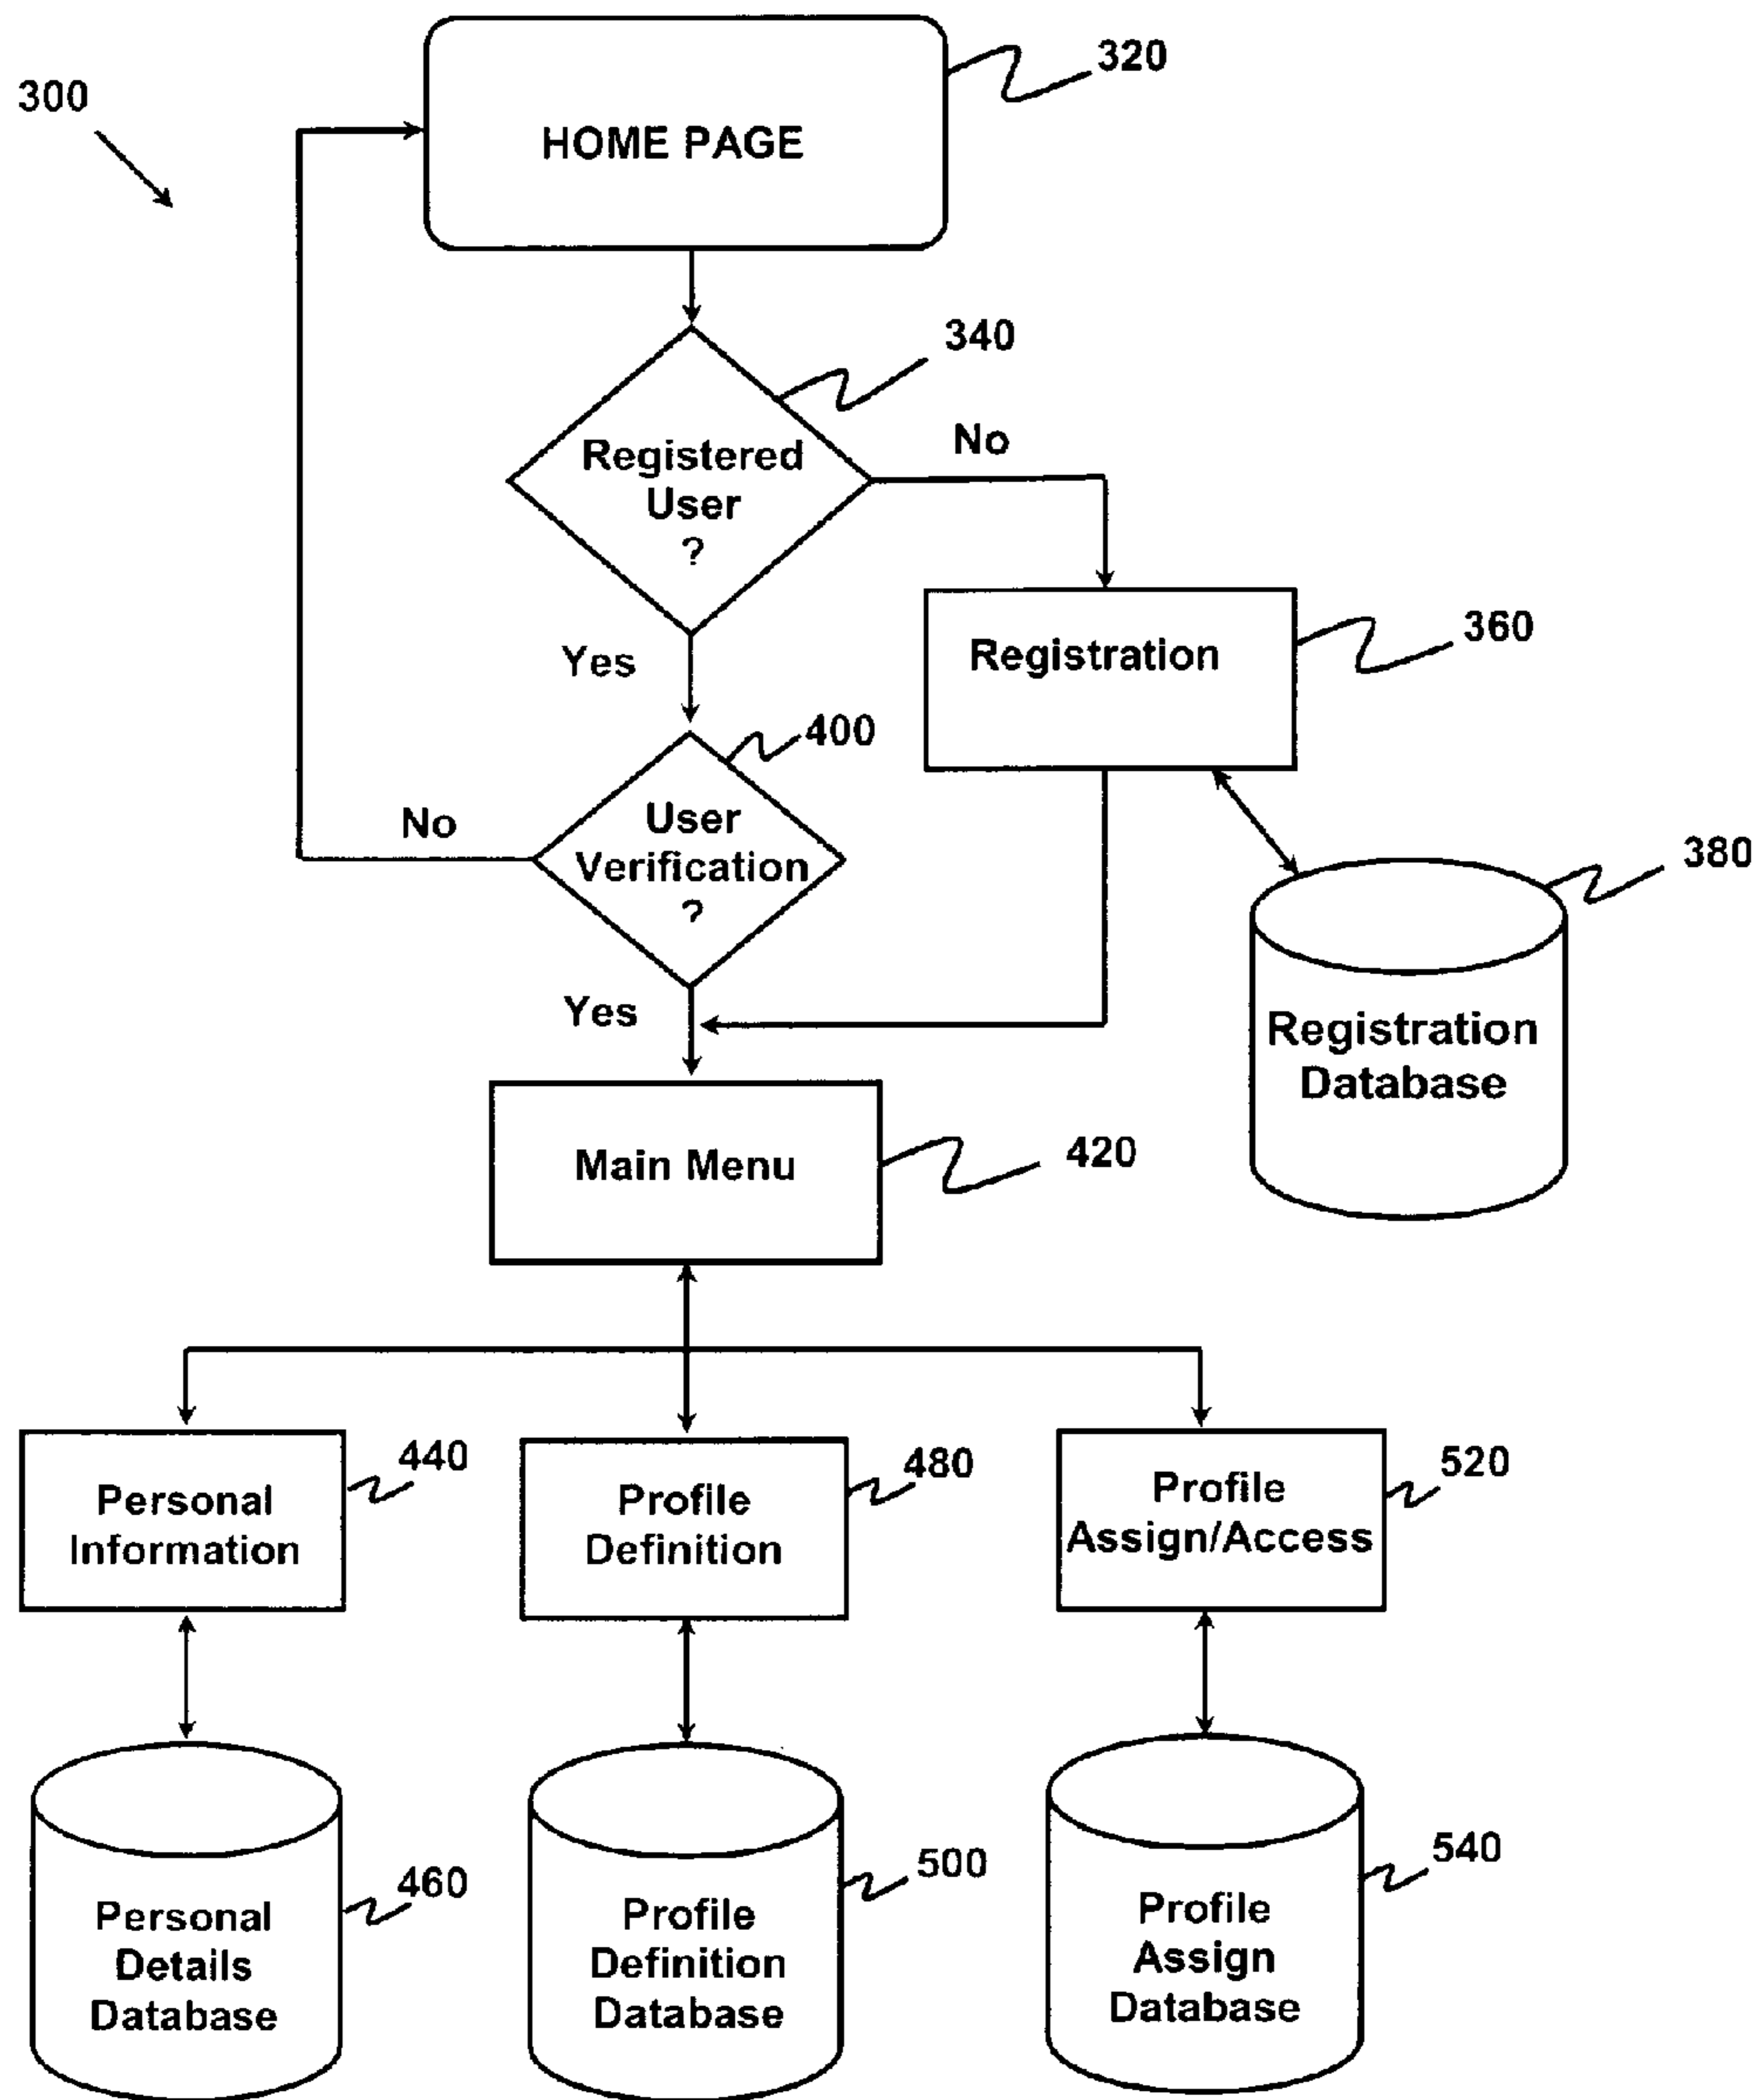 320
300
HOME PAGE
340
No
Registered
User
?
360
Registration
Yes
400
User
Verification
?
No
380
Yes
Registration
Database
Main Menu
420
440
480
520
Personal
Information
Profile
Definition
Profile
Assign/Access
460
500
540
Personal
Details
Database
Profile
Definition
Database
Profile
Assign
Database